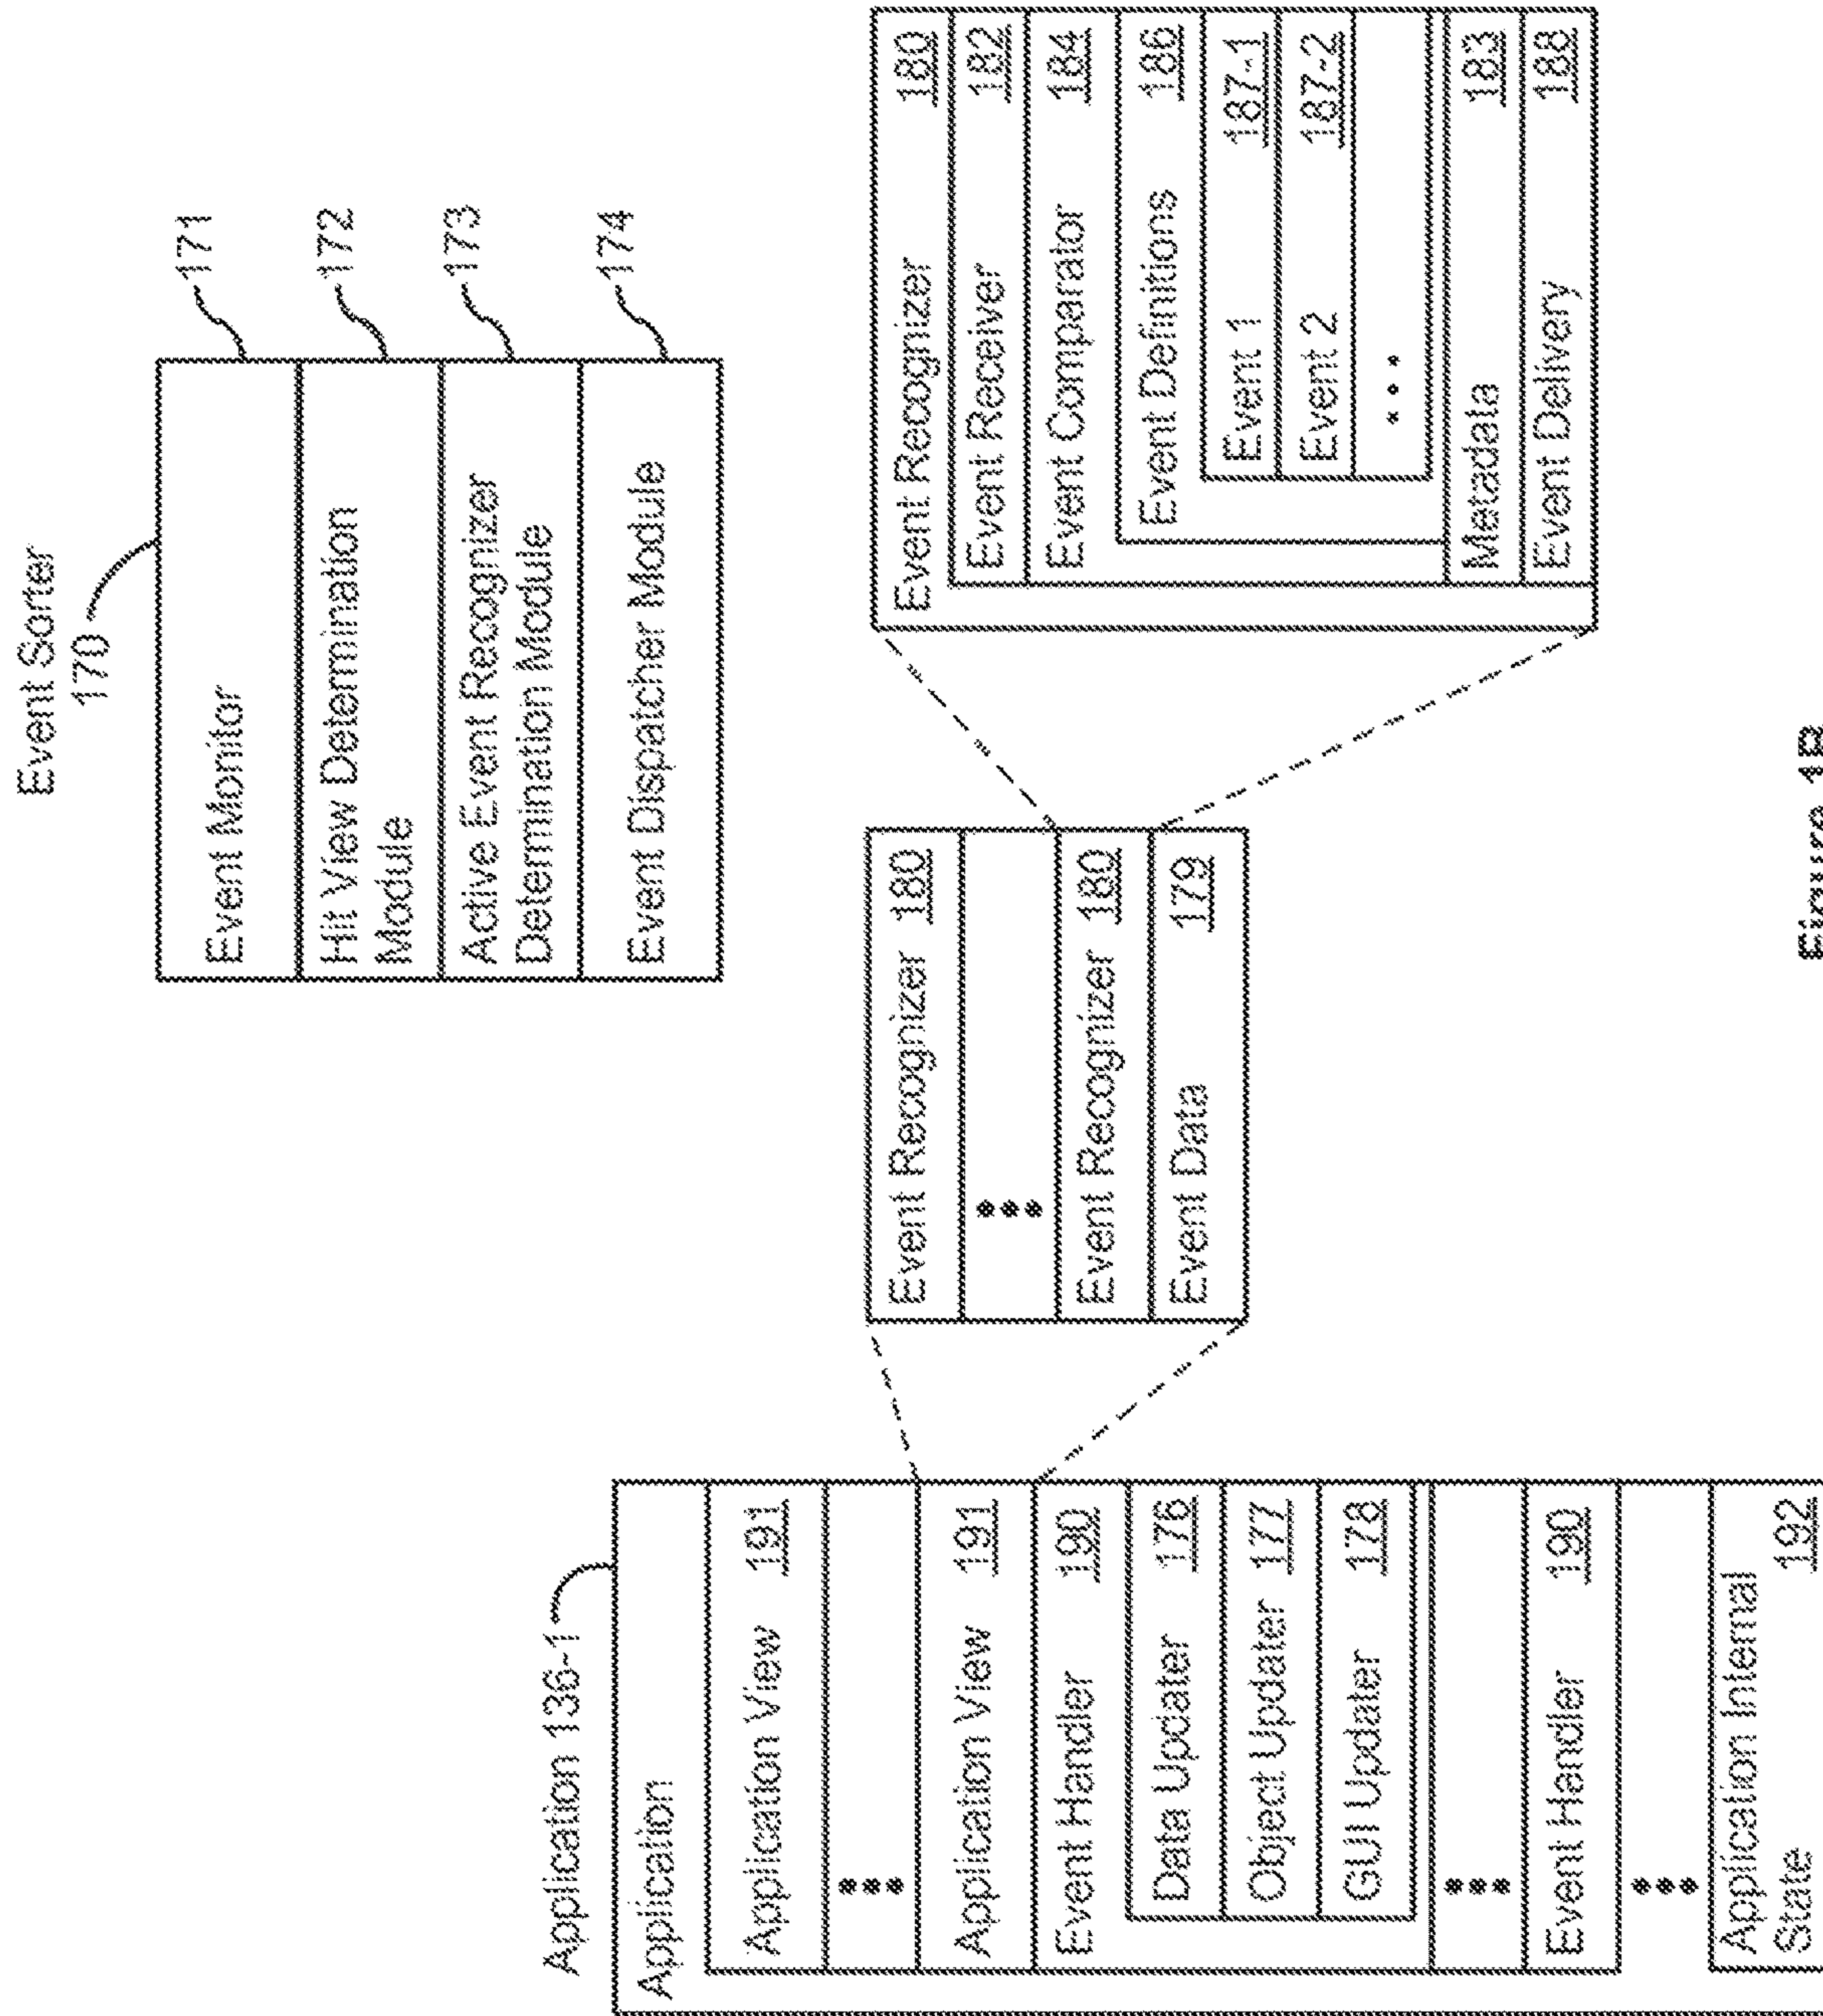 Event Sorter
170
Event Monitor
171
Hit View Determination
Module
172
Active Event Recognizer
Determination Module
173
Event Dispatcher Module
174
Application 136-1
Application
Application View 191
Application View 191
Event Handler 190
Data Updater 176
Object Updater 177
GUI Updater 178
Event Handler 190
Application Internal
State 192
Event Recognizer 180
Event Recognizer 180
Event Data 179
Event Recognizer 180
Event Receiver 182
Event Comparator 184
Event Definitions 186
Event 1 187-1
Event 2 187-2
Metadata 183
Event Delivery 188
Figure 1B